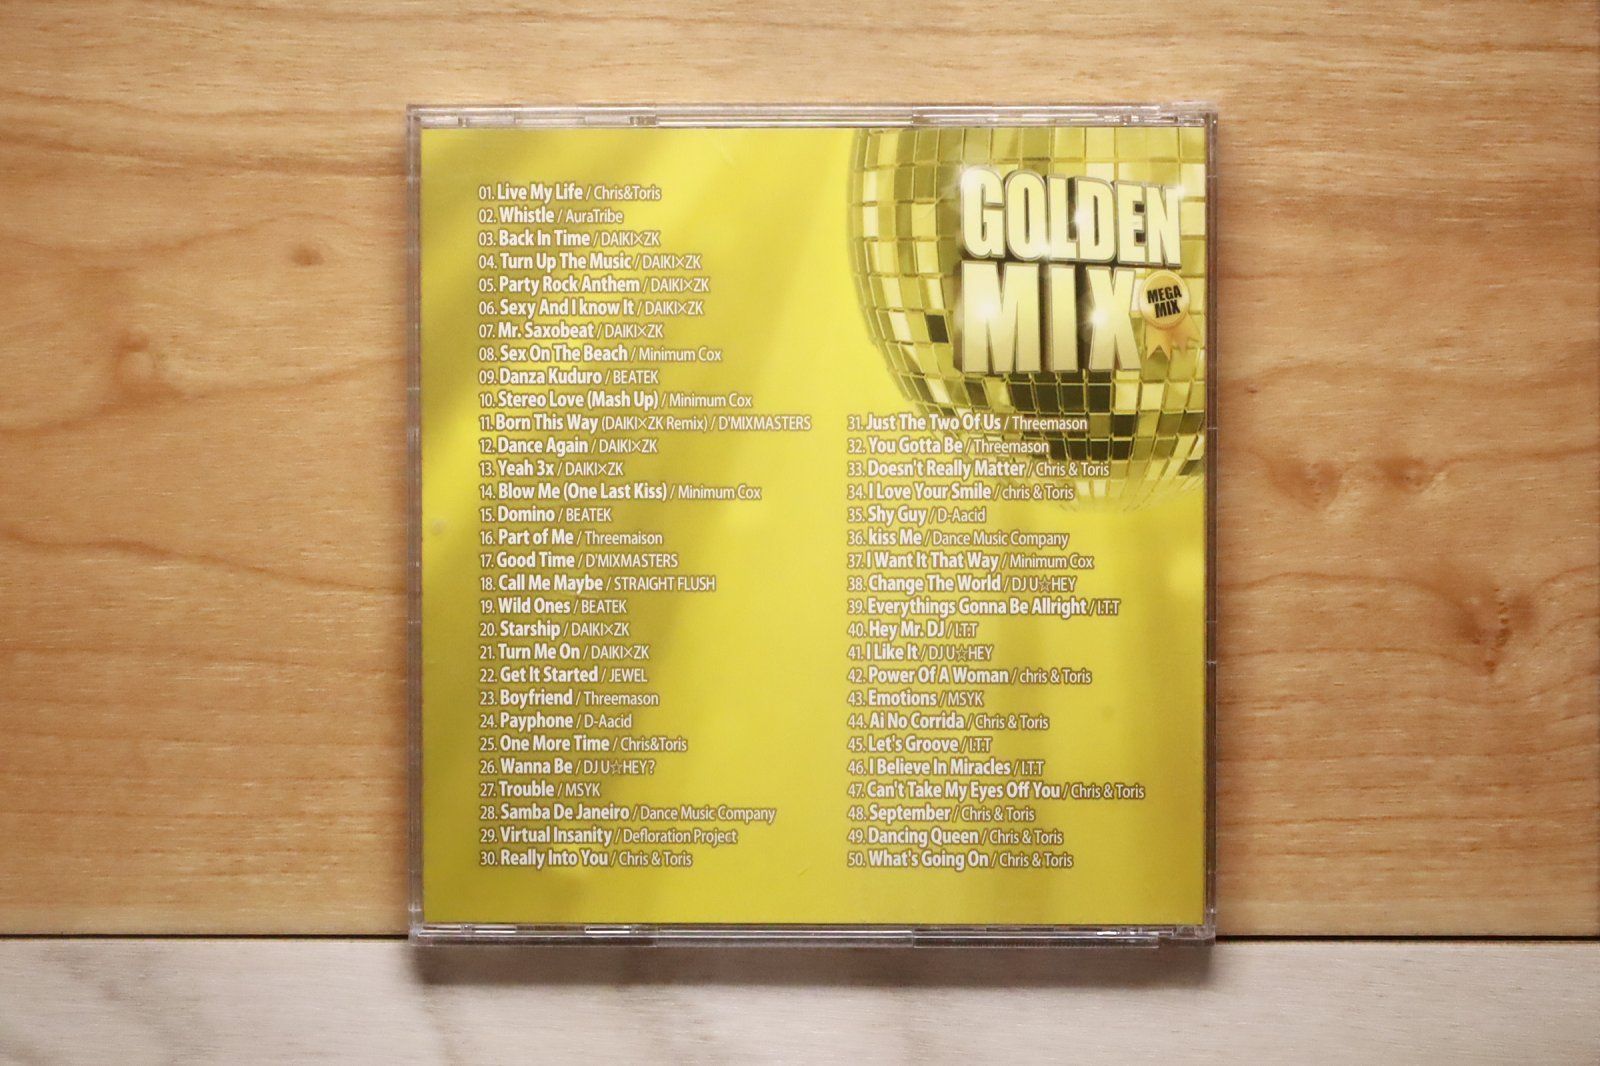 GOLDEN
MIX
MEGA
MIX
01. Live My Life / Chris&Toris
02. Whistle / AuraTribe
03. Back In Time / DAIKI×ZK
04. Turn Up The Music / DAIKI×ZK
05. Party Rock Anthem / DAIKI×ZK
06. Sexy And I know It / DAIKI×ZK
07. Mr. Saxobeat / DAIKI×ZK
08. Sex On The Beach / Minimum Cox
09. Danza Kuduro / BEATEK
10. Stereo Love (Mash Up) / Minimum Cox
11. Born This Way (DAIKI×ZK Remix) / D'MIXMASTERS
12. Dance Again / DAIKI×ZK
13. Yeah 3x / DAIKI×ZK
14. Blow Me (One Last Kiss) / Minimum Cox
15. Domino / BEATEK
16. Part of Me / Threemaison
17. Good Time / D'MIXMASTERS
18. Call Me Maybe / STRAIGHT FLUSH
19. Wild Ones / BEATEK
20. Starship / DAIKI×ZK
21. Turn Me On / DAIKI×ZK
22. Get It Started / JEWEL
23. Boyfriend / Threemason
24. Payphone / D-Aacid
25. One More Time / Chris&Toris
26. Wanna Be / DJ U☆HEY?
27. Trouble / MSYK
28. Samba De Janeiro / Dance Music Company
29. Virtual Insanity / Defloration Project
30. Really Into You / Chris & Toris
31. Just The Two Of Us / Threemason
32. You Gotta Be / Threemason
33. Doesn't Really Matter / Chris & Toris
34. I Love Your Smile / chris & Toris
35. Shy Guy / D-Aacid
36. kiss Me / Dance Music Company
37. I Want It That Way / Minimum Cox
38. Change The World / DJ U☆HEY
39. Everythings Gonna Be Allright / I.T.T
40. Hey Mr. DJ / I.T.T
41. I Like It / DJ U☆HEY
42. Power Of A Woman / chris & Toris
43. Emotions / MSYK
44. Ai No Corrida / Chris & Toris
45. Let's Groove / I.T.T
46. I Believe In Miracles / I.T.T
47. Can't Take My Eyes Off You / Chris & Toris
48. September / Chris & Toris
49. Dancing Queen / Chris & Toris
50. What's Going On / Chris & Toris